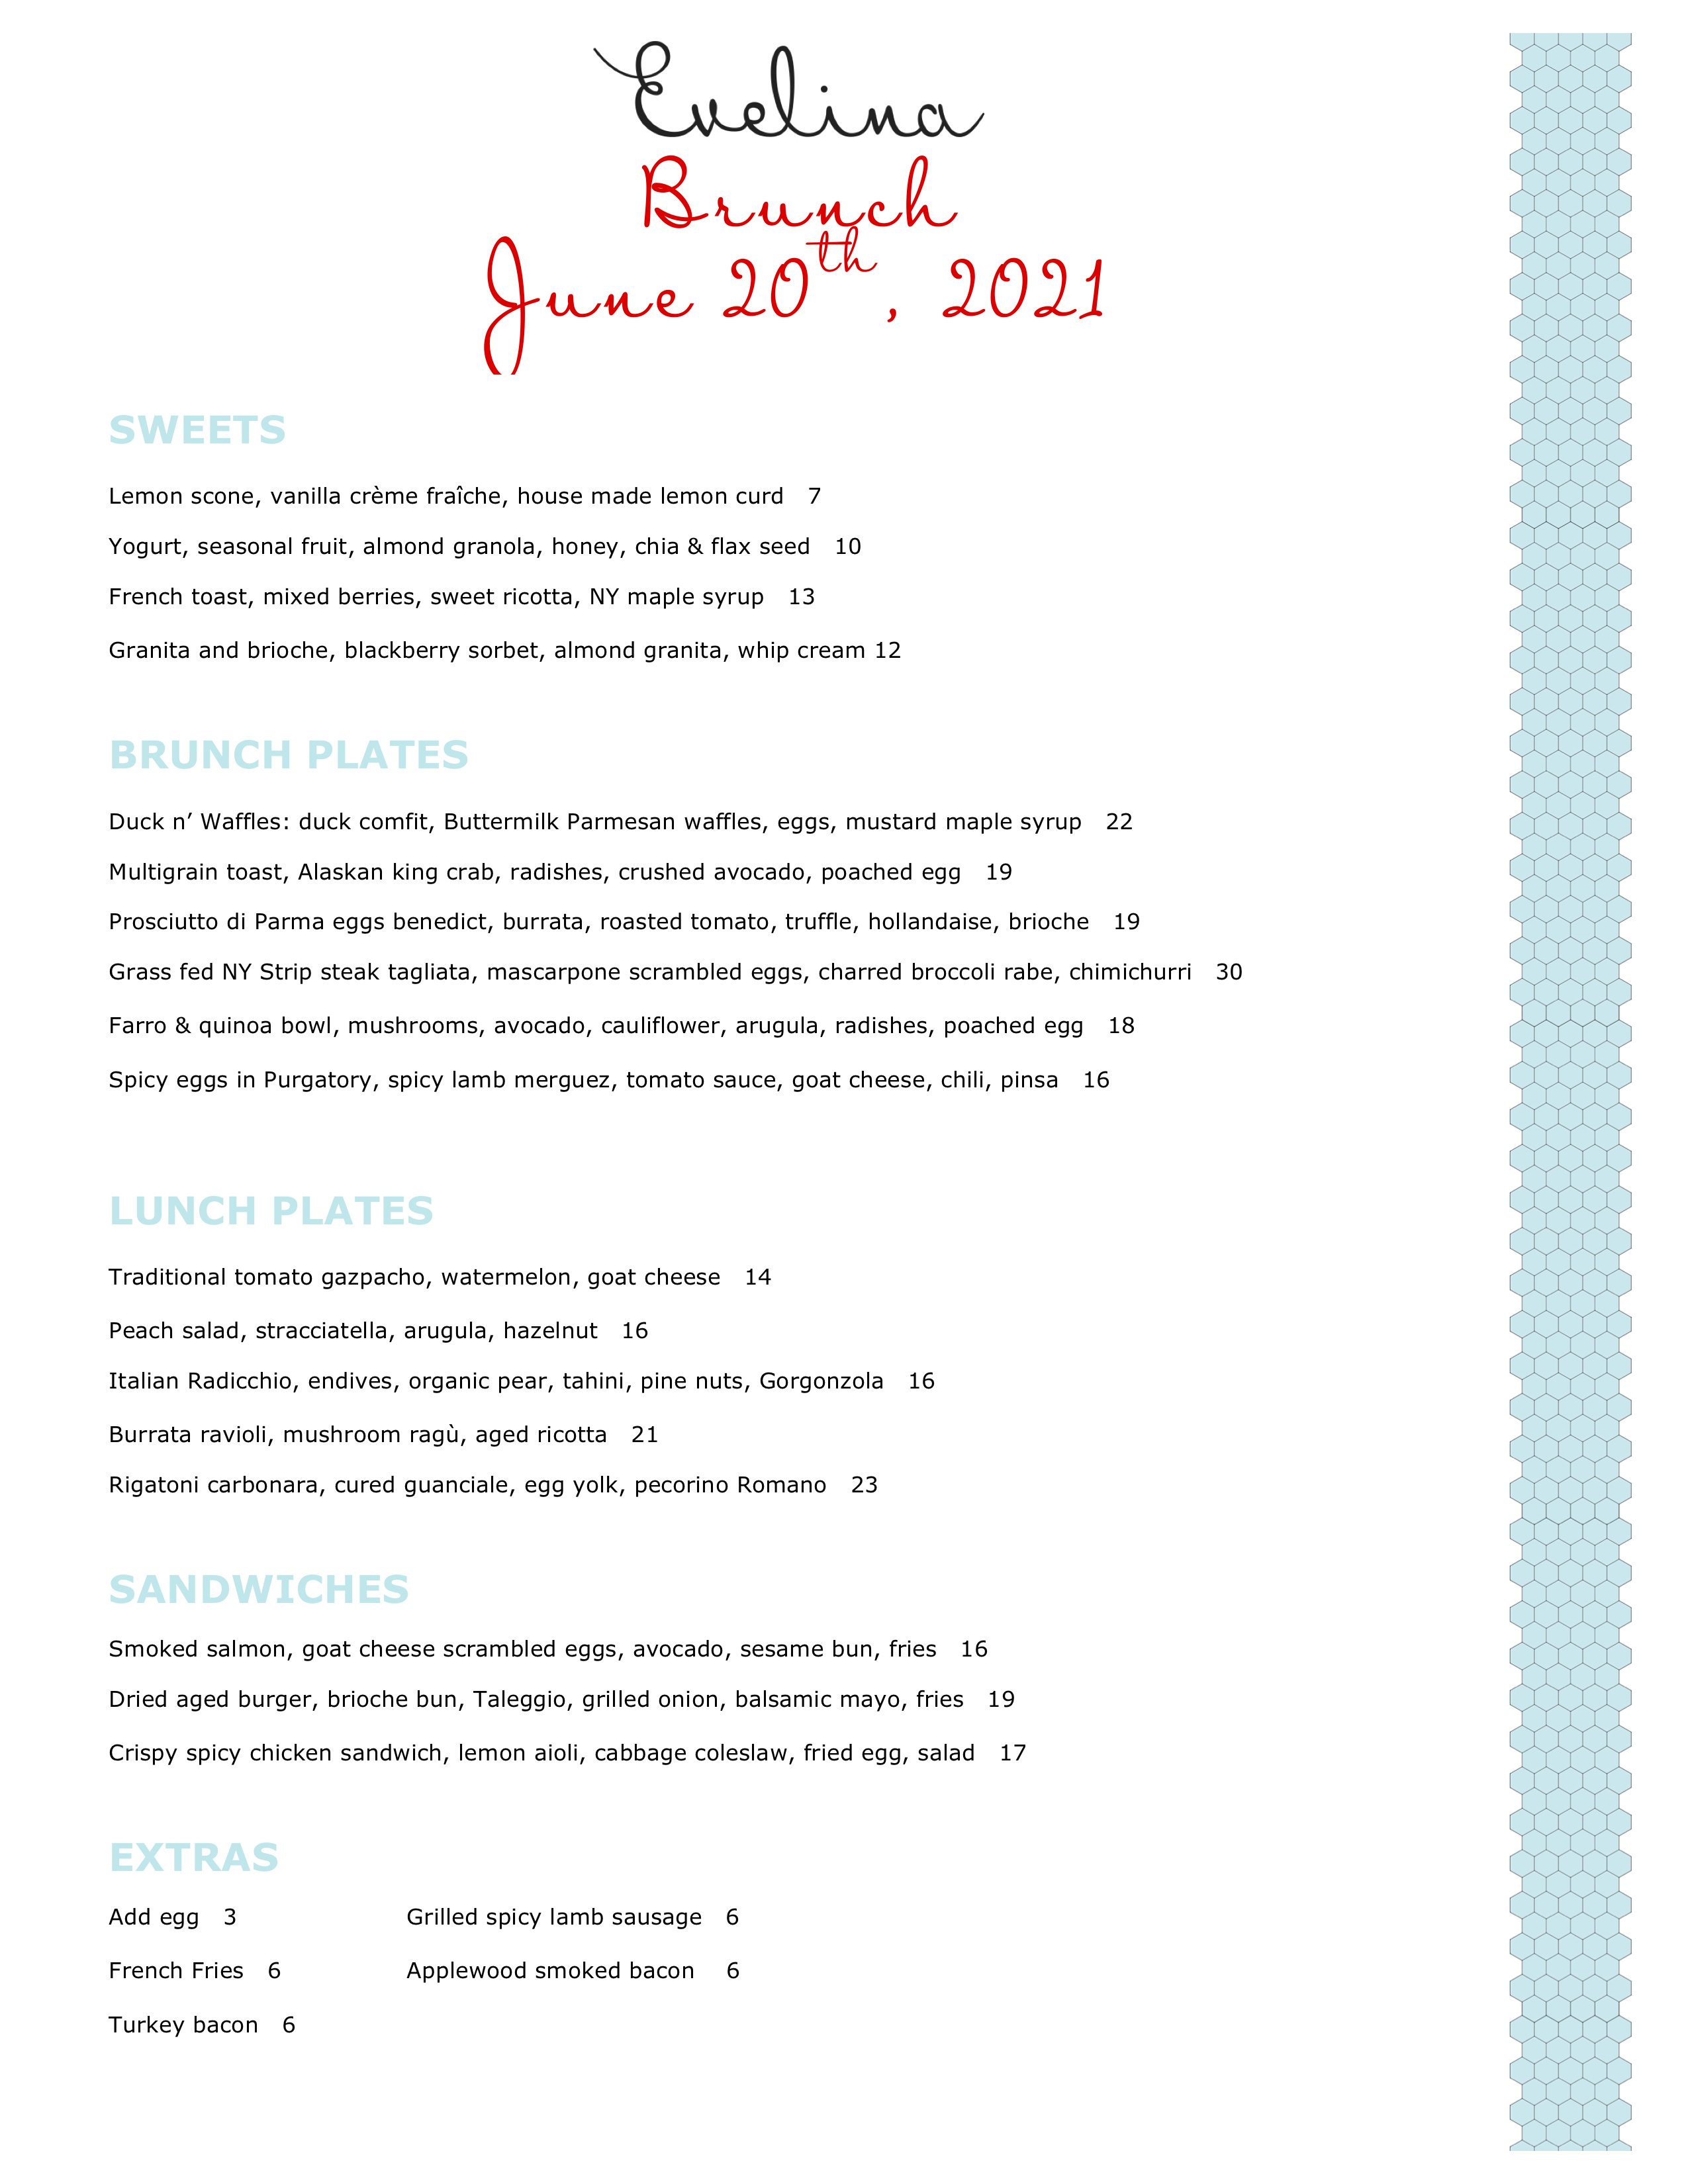 Evelina
Brunch
June 20th, 2021
SWEETS
Lemon scone, vanilla crème fraîche, house made lemon curd 7
Yogurt, seasonal fruit, almond granola, honey, chia & flax seed 10
French toast, mixed berries, sweet ricotta, NY maple syrup 13
Granita and brioche, blackberry sorbet, almond granita, whip cream 12
BRUNCH PLATES
Duck n’ Waffles: duck comfit, Buttermilk Parmesan waffles, eggs, mustard maple syrup 22
Multigrain toast, Alaskan king crab, radishes, crushed avocado, poached egg 19
Prosciutto di Parma eggs benedict, burrata, roasted tomato, truffle, hollandaise, brioche 19
Grass fed NY Strip steak tagliata, mascarpone scrambled eggs, charred broccoli rabe, chimichurri 30
Farro & quinoa bowl, mushrooms, avocado, cauliflower, arugula, radishes, poached egg 18
Spicy eggs in Purgatory, spicy lamb merguez, tomato sauce, goat cheese, chili, pinsa 16
LUNCH PLATES
Traditional tomato gazpacho, watermelon, goat cheese 14
Peach salad, stracciatella, arugula, hazelnut 16
Italian Radicchio, endives, organic pear, tahini, pine nuts, Gorgonzola 16
Burrata ravioli, mushroom ragù, aged ricotta 21
Rigatoni carbonara, cured guanciale, egg yolk, pecorino Romano 23
SANDWICHES
Smoked salmon, goat cheese scrambled eggs, avocado, sesame bun, fries 16
Dried aged burger, brioche bun, Taleggio, grilled onion, balsamic mayo, fries 19
Crispy spicy chicken sandwich, lemon aioli, cabbage coleslaw, fried egg, salad 17
EXTRAS
Add egg 3 Grilled spicy lamb sausage 6
French Fries 6 Applewood smoked bacon 6
Turkey bacon 6